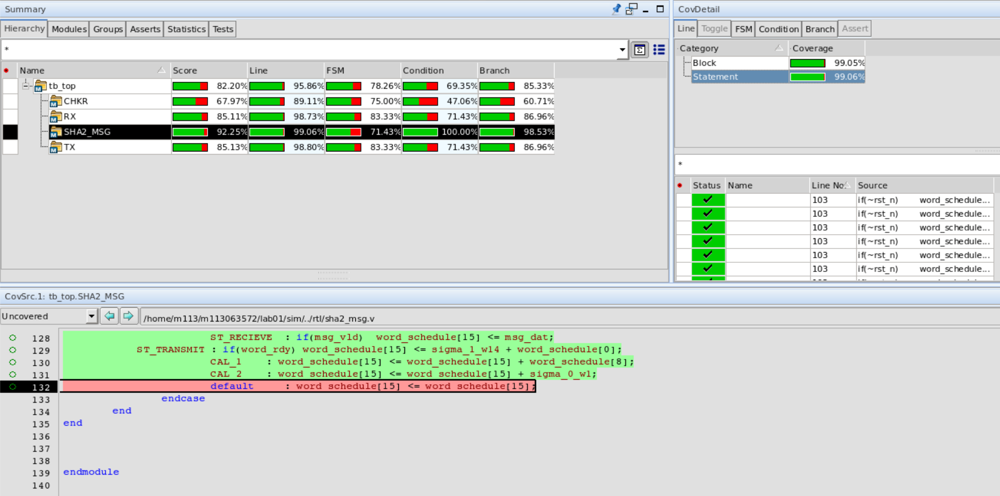 Summary
Hierarchy Modules Groups Asserts Statistics Tests
*
Name Score Line FSM Condition Branch
tb_top 82.20% 95.86% 78.26% 69.35% 85.33%
CHKR 67.97% 89.11% 75.00% 47.06% 60.71%
RX 85.11% 98.73% 83.33% 71.43% 86.96%
SHA2_MSG 92.25% 99.06% 71.43% 100.00% 98.53%
TX 85.13% 98.80% 83.33% 71.43% 86.96%
CovDetail
Line Toggle FSM Condition Branch Assert
Category Coverage
Block 99.05%
Statement 99.06%
*
Status Name Line No. Source
103 if(~rst_n) word_schedule...
103 if(~rst_n) word_schedule...
103 if(~rst_n) word_schedule...
103 if(~rst_n) word_schedule...
103 if(~rst_n) word_schedule...
103 if(~rst_n) word_schedule...
CovSrc.1: tb_top.SHA2_MSG
Uncovered /home/m113/m113063572/lab01/sim/../rtl/sha2_msg.v
128 ST_RECIEVE : if(msg_vld) word_schedule[15] <= msg_dat;
129 ST_TRANSMIT : if(word_rdy) word_schedule[15] <= sigma_1_w14 + word_schedule[0];
130 CAL_1 : word_schedule[15] <= word_schedule[15] + word_schedule[8];
131 CAL_2 : word_schedule[15] <= word_schedule[15] + sigma_0_w1;
132 default : word_schedule[15] <= word_schedule[15];
133 endcase
134 end
135 end
136
137
138
139 endmodule
140